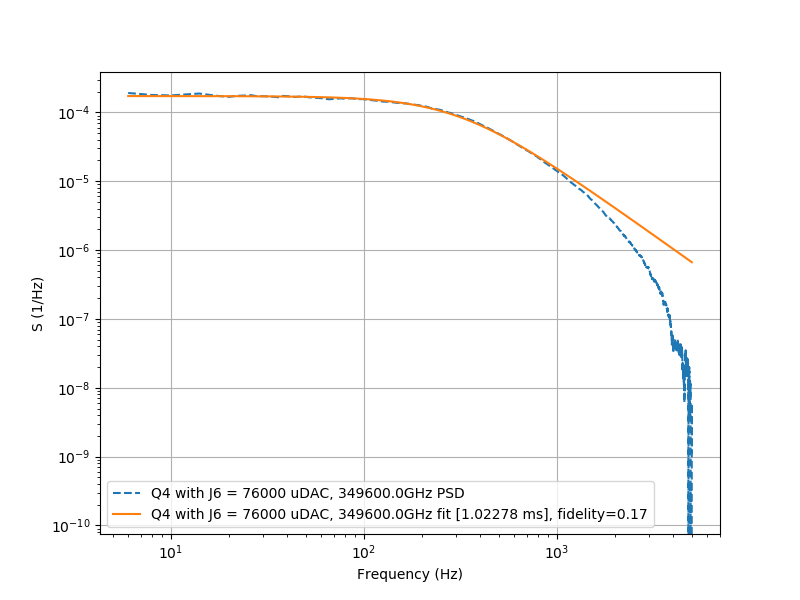 S (1/Hz)
10⁻⁴
10⁻⁵
10⁻⁶
10⁻⁷
10⁻⁸
10⁻⁹
10⁻¹⁰
Q4 with J6 = 76000 uDAC, 349600.0GHz PSD
Q4 with J6 = 76000 uDAC, 349600.0GHz fit [1.02278 ms], fidelity=0.17
10¹ 10² 10³
Frequency (Hz)